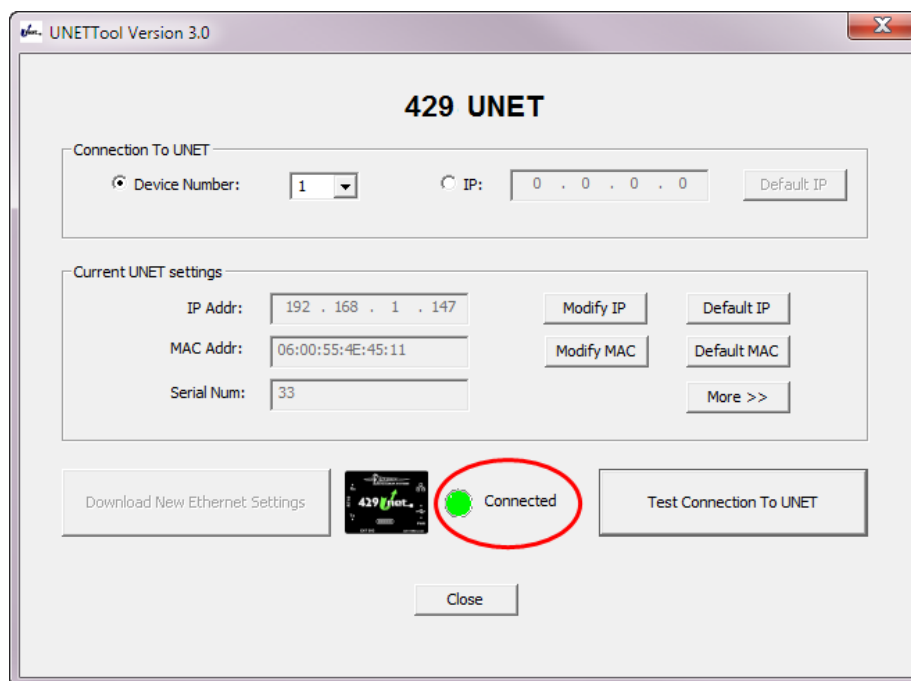 UNETTool Version 3.0
429 UNET
Connection To UNET
Device Number: 1 IP: 0 . 0 . 0 . 0 Default IP
Current UNET settings
IP Addr: 192 . 168 . 1 . 147 Modify IP Default IP
MAC Addr: 06:00:55:4E:45:11 Modify MAC Default MAC
Serial Num: 33 More >>
Download New Ethernet Settings 429 Unet Connected Test Connection To UNET
Close